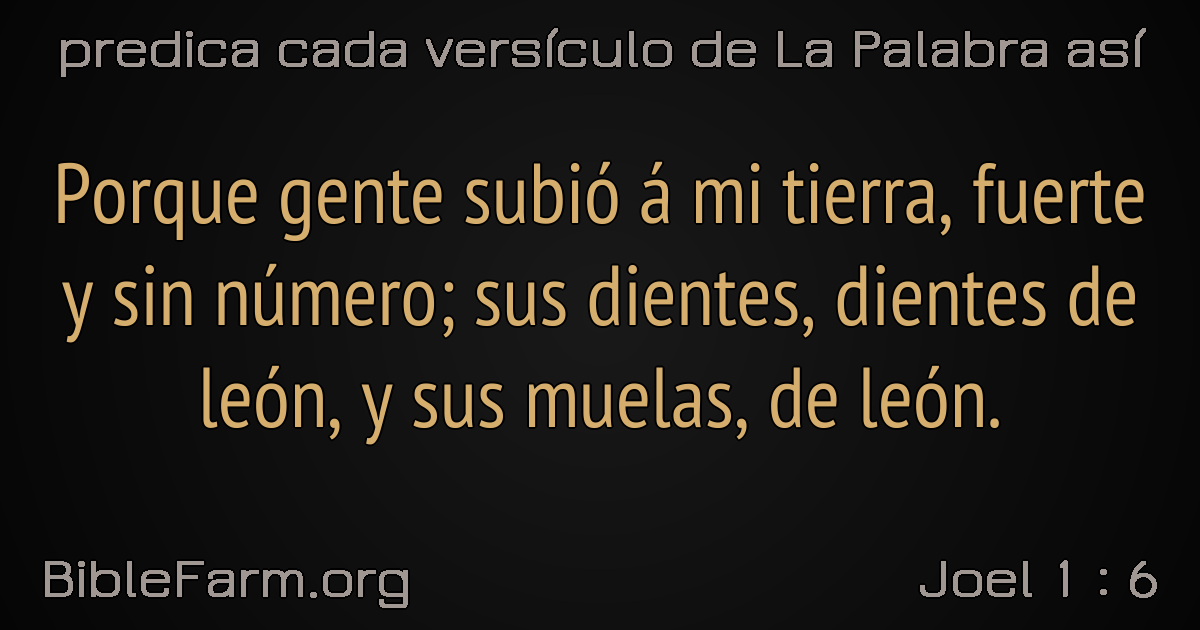 predica cada versículo de La Palabra así
Porque gente subió á mi tierra, fuerte
y sin número; sus dientes, dientes de
león, y sus muelas, de león.
BibleFarm.org
Joel 1 : 6